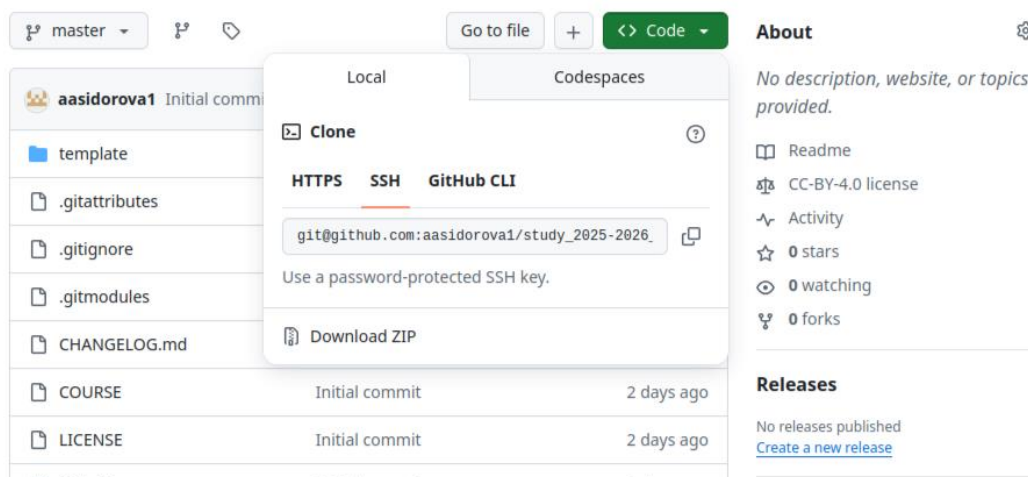 master
Go to file
Code
Local
Codespaces
aasidorova1 Initial commi
Clone
HTTPS SSH GitHub CLI
git@github.com:aasidorova1/study_2025-2026_
Use a password-protected SSH key.
Download ZIP
template
.gitattributes
.gitignore
.gitmodules
CHANGELOG.md
COURSE Initial commit 2 days ago
LICENSE Initial commit 2 days ago
About
No description, website, or topics
provided.
Readme
CC-BY-4.0 license
Activity
0 stars
0 watching
0 forks
Releases
No releases published
Create a new release